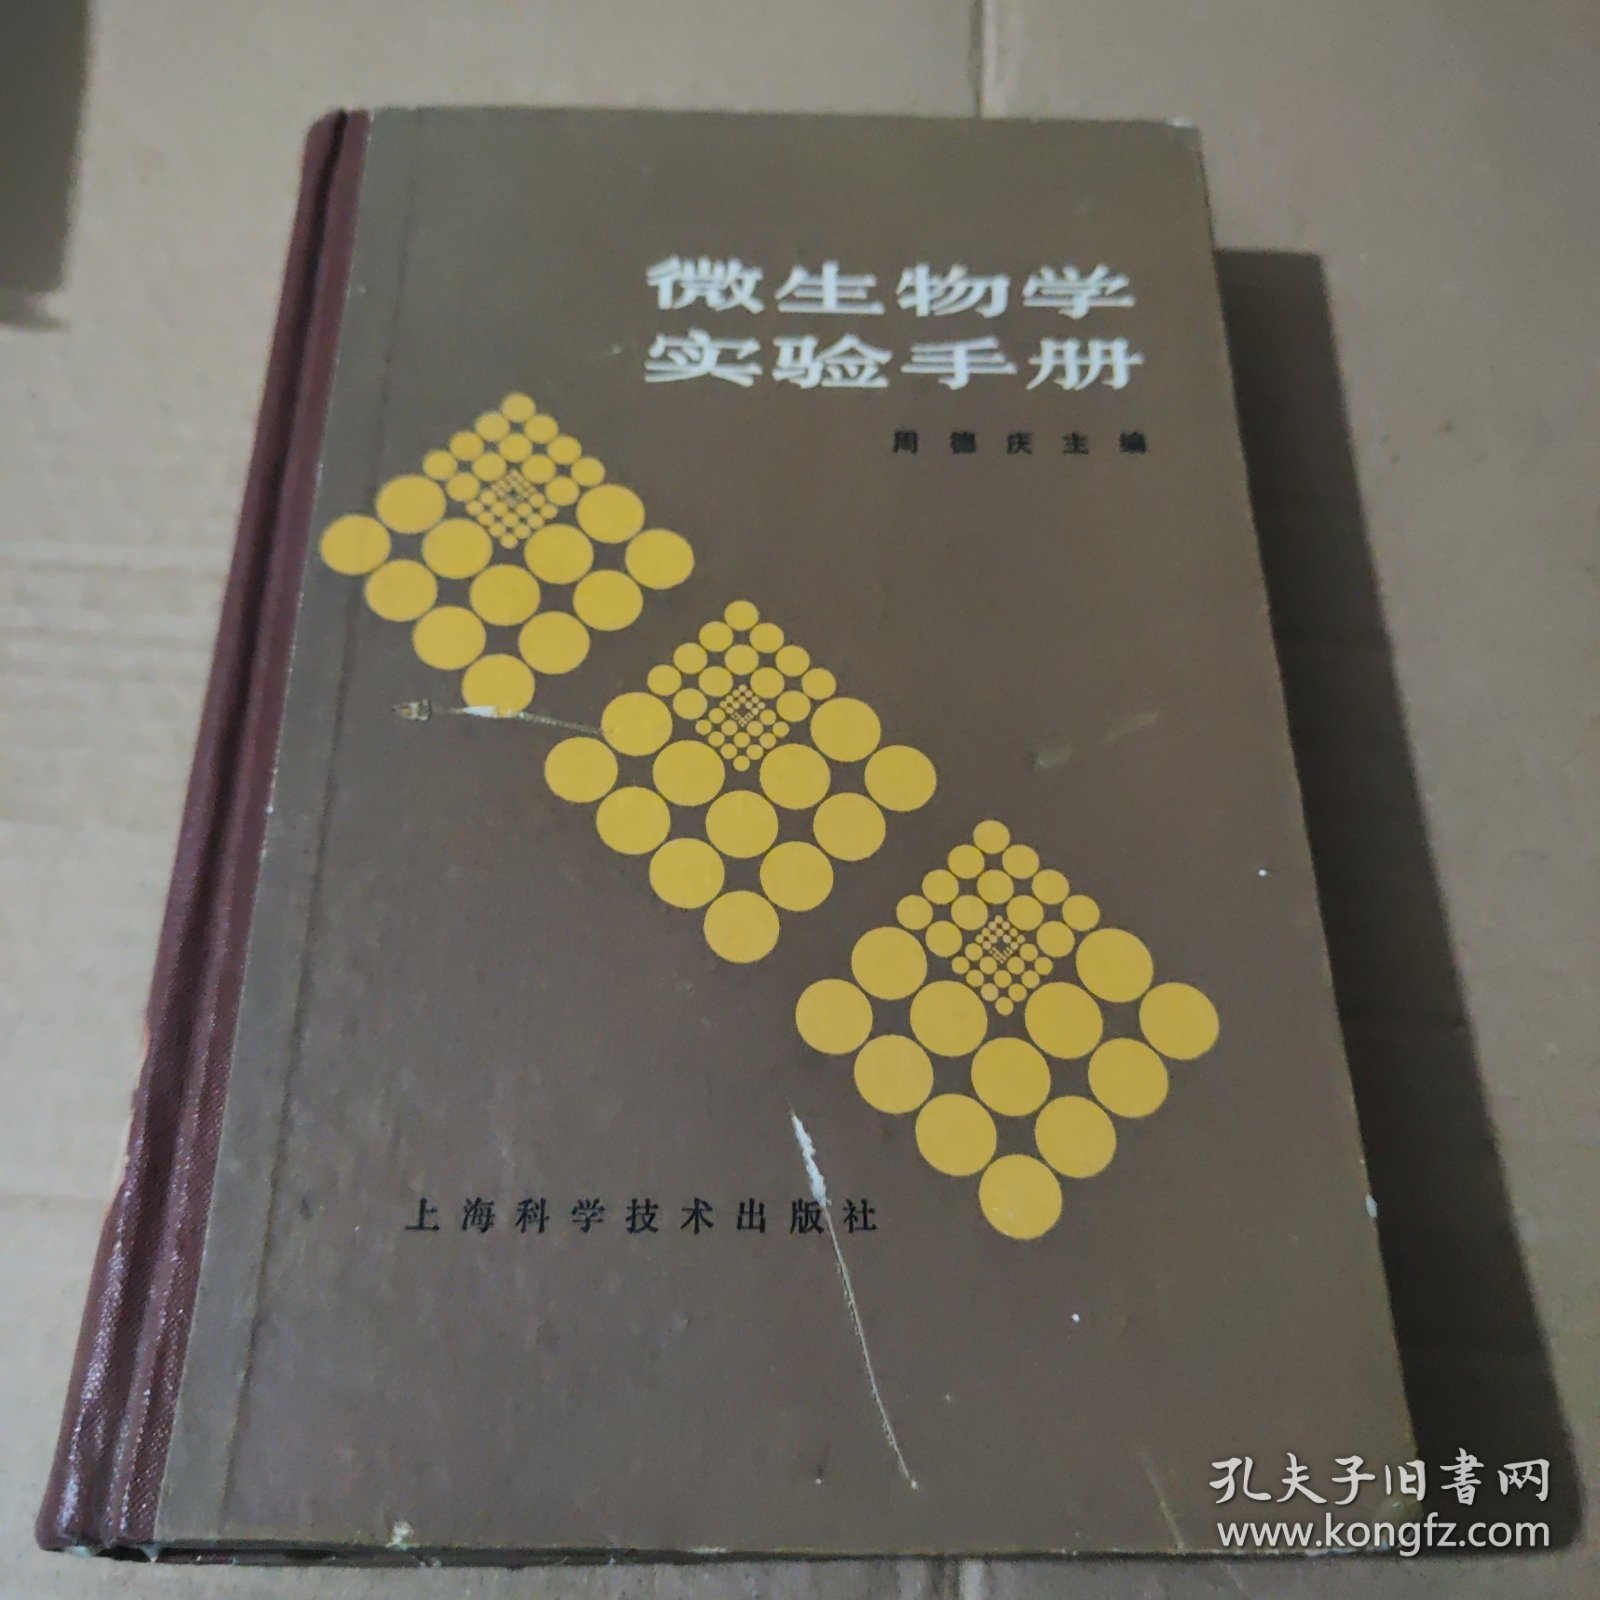 微生物学
实验手册
周德庆主编
上海科学技术出版社
孔夫子旧书网
www.kongfz.com